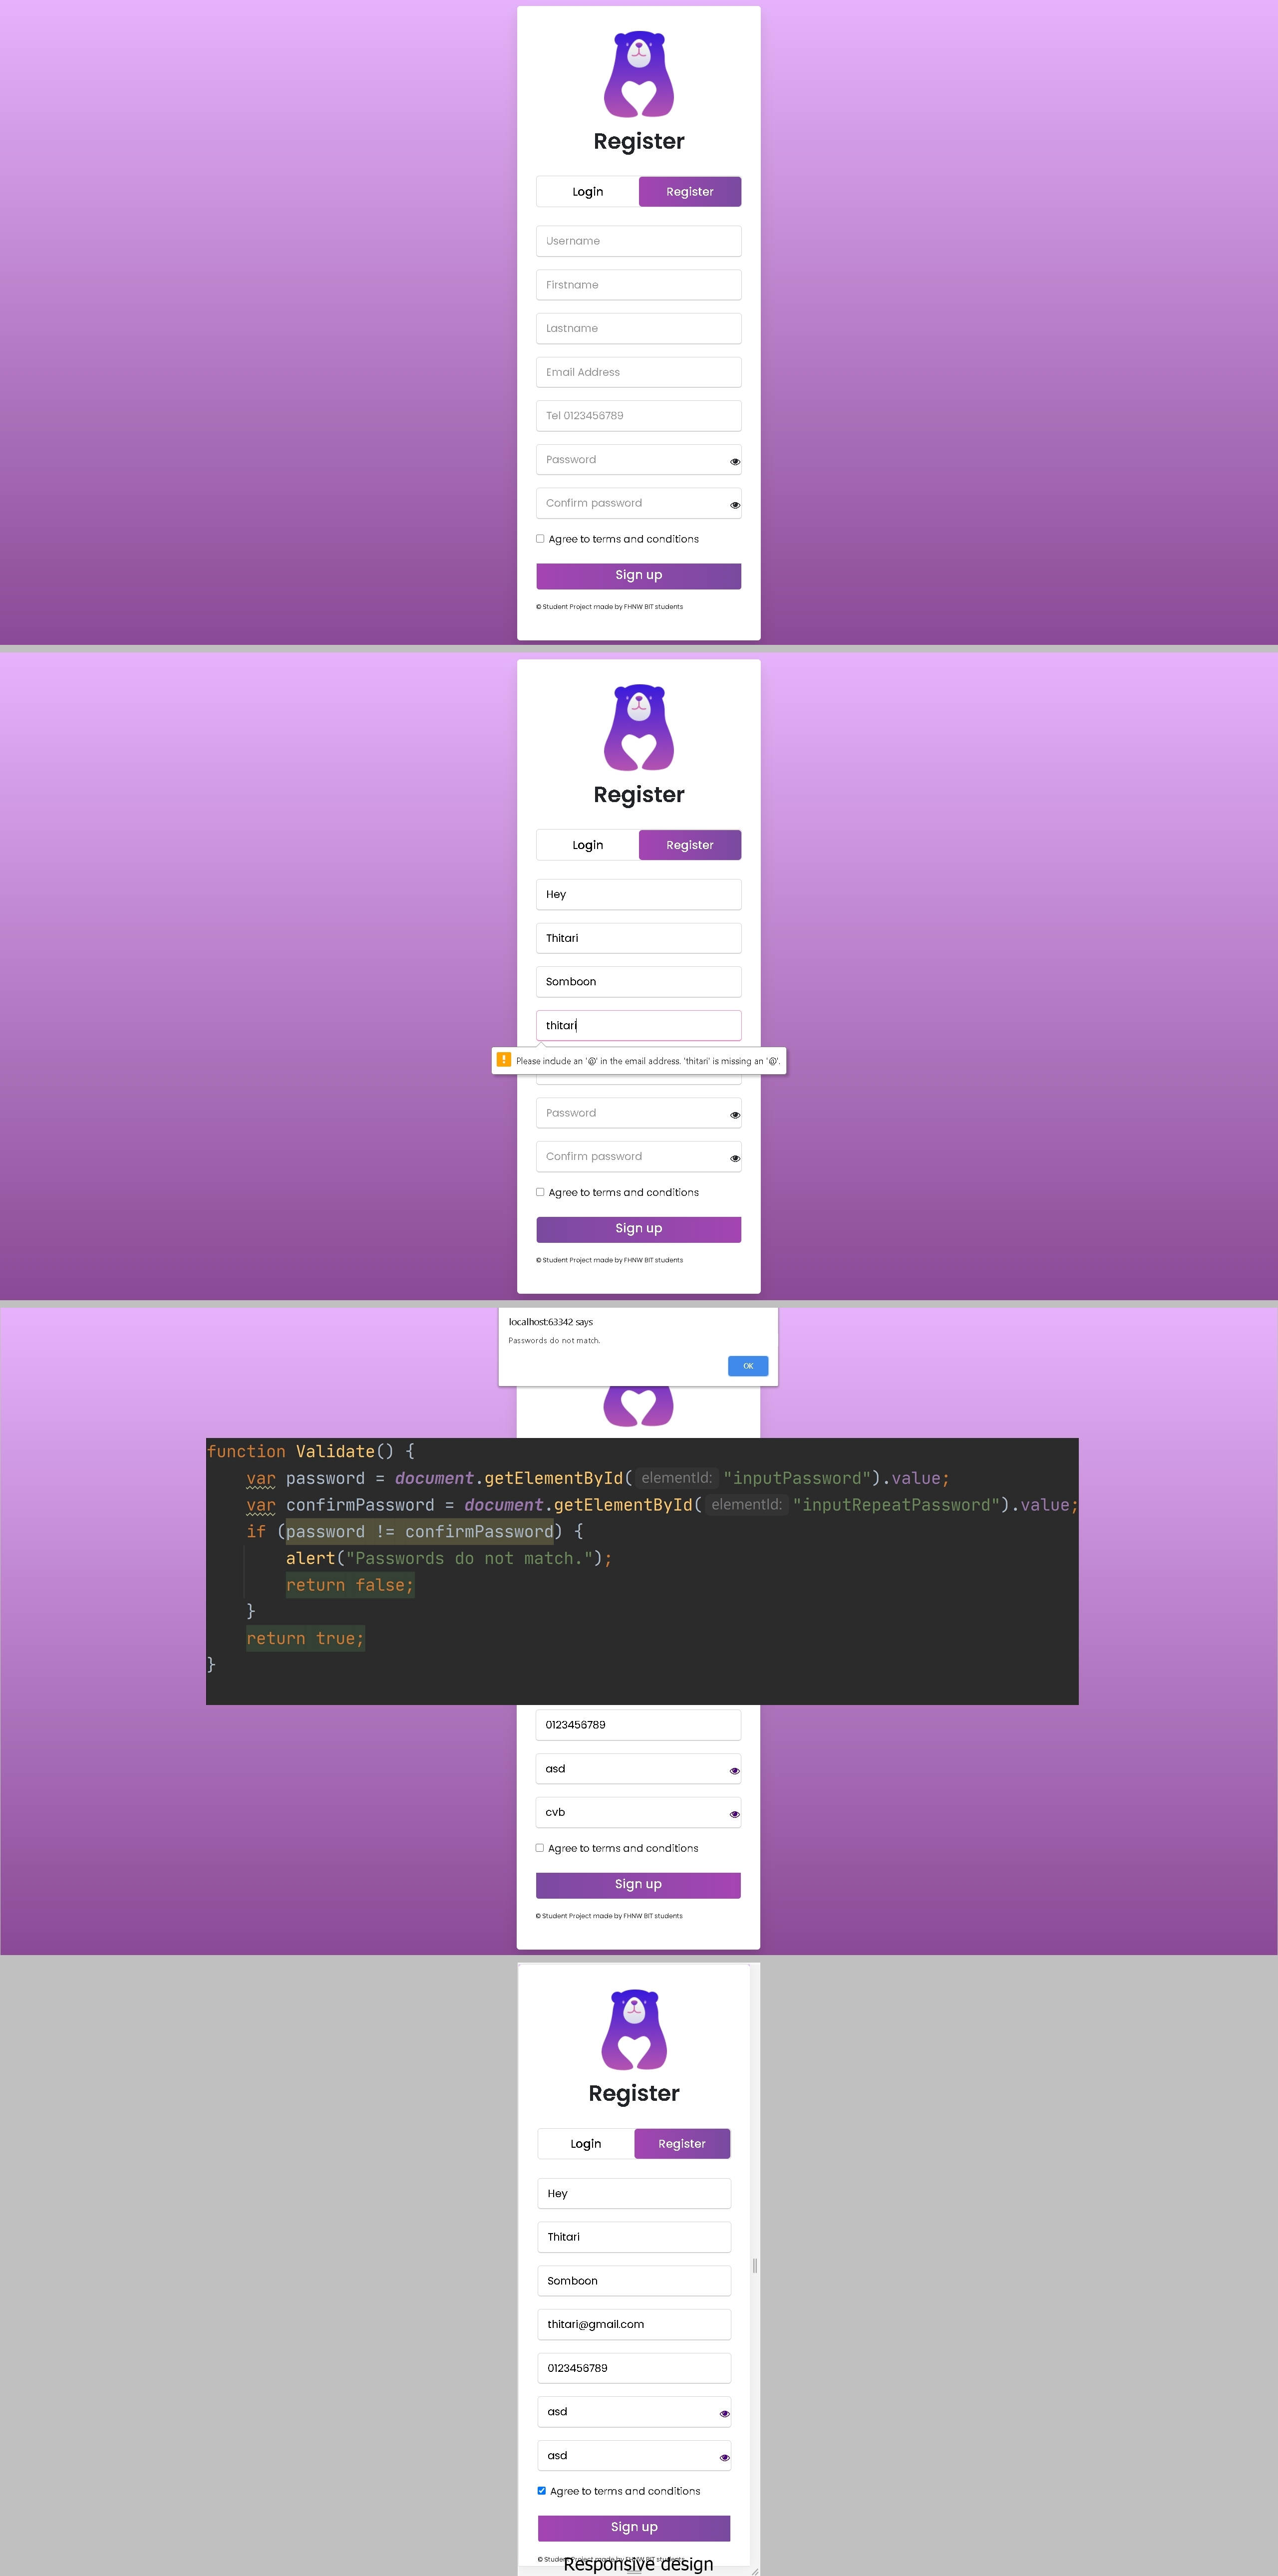 Register
Login Register
Username
Firstname
Lastname
Email Address
Tel 0123456789
Password
Confirm password
Agree to terms and conditions
Sign up
© Student Project made by FHNW BIT students
Register
Login Register
Hey
Thitari
Somboon
thitari
! Please include an '@' in the email address. 'thitari' is missing an '@'.
Password
Confirm password
Agree to terms and conditions
Sign up
© Student Project made by FHNW BIT students
localhost:63342 says
Passwords do not match.
OK
function Validate() {
var password = document.getElementById( elementId: "inputPassword").value;
var confirmPassword = document.getElementById( elementId: "inputRepeatPassword").value;
if (password != confirmPassword) {
alert("Passwords do not match.");
return false;
}
return true;
}
0123456789
asd
cvb
Agree to terms and conditions
Sign up
© Student Project made by FHNW BIT students
Register
Login Register
Hey
Thitari
Somboon
thitari@gmail.com
0123456789
asd
asd
Agree to terms and conditions
Sign up
© Student Project made by FHNW BIT students
Responsive design